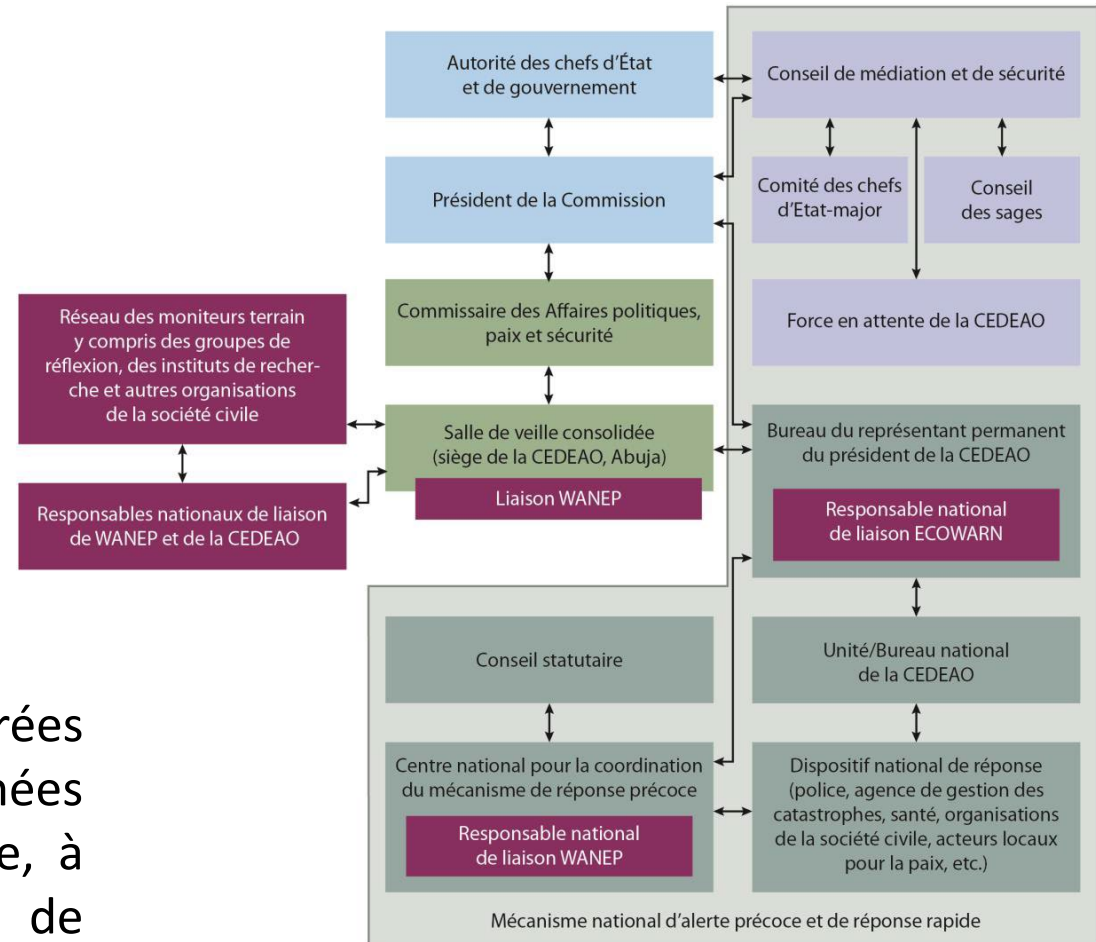 Autorité des chefs d'État
et de gouvernement
Conseil de médiation et de sécurité
Président de la Commission
Comité des chefs
d'Etat-major
Conseil
des sages
Commissaire des Affaires politiques,
paix et sécurité
Force en attente de la CEDEAO
Réseau des moniteurs terrain
y compris des groupes de
réflexion, des instituts de recher-
che et autres organisations
de la société civile
Salle de veille consolidée
(siège de la CEDEAO, Abuja)
Liaison WANEP
Bureau du représentant permanent
du président de la CEDEAO
Responsable national
de liaison ECOWARN
Responsables nationaux de liaison
de WANEP et de la CEDEAO
Conseil statutaire
Unité/Bureau national
de la CEDEAO
Centre national pour la coordination
du mécanisme de réponse précoce
Responsable national
de liaison WANEP
Dispositif national de réponse
(police, agence de gestion des
catastrophes, santé, organisations
de la société civile, acteurs locaux
pour la paix, etc.)
Mécanisme national d'alerte précoce et de réponse rapide
rées
nées
e, à
de